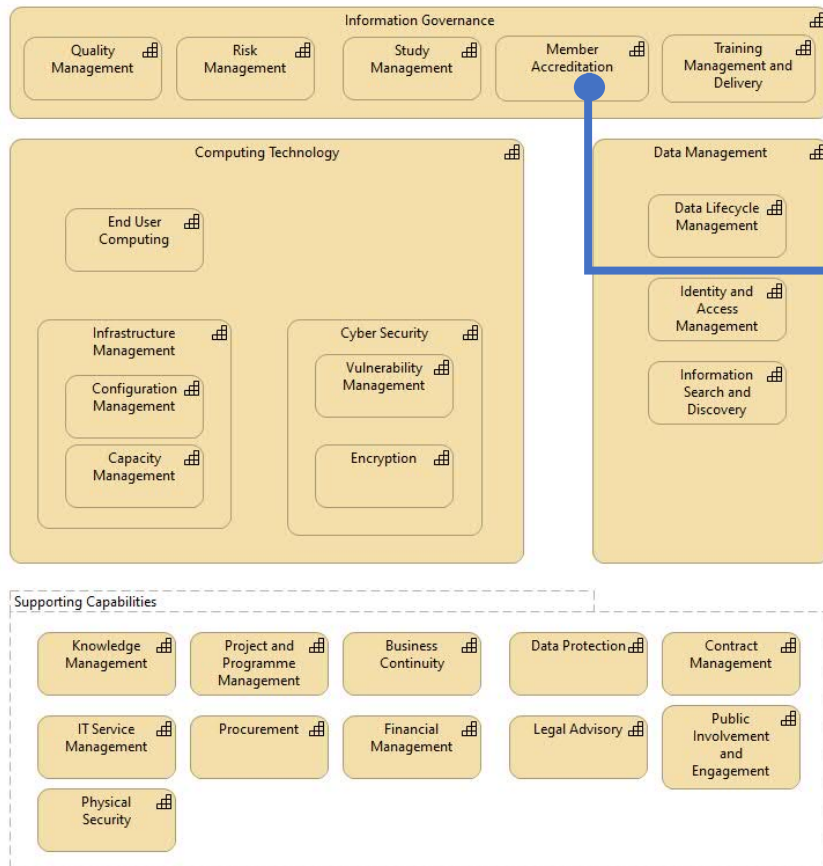 Information Governance
Quality
Management
Risk
Management
Study
Management
Member
Accreditation
Training
Management and
Delivery
Computing Technology
End User
Computing
Infrastructure
Management
Configuration
Management
Capacity
Management
Cyber Security
Vulnerability
Management
Encryption
Data Management
Data Lifecycle
Management
Identity and
Access
Management
Information
Search and
Discovery
Supporting Capabilities
Knowledge
Management
Project and
Programme
Management
Business
Continuity
Data Protection
Contract
Management
IT Service
Management
Procurement
Financial
Management
Legal Advisory
Public
Involvement
and
Engagement
Physical
Security